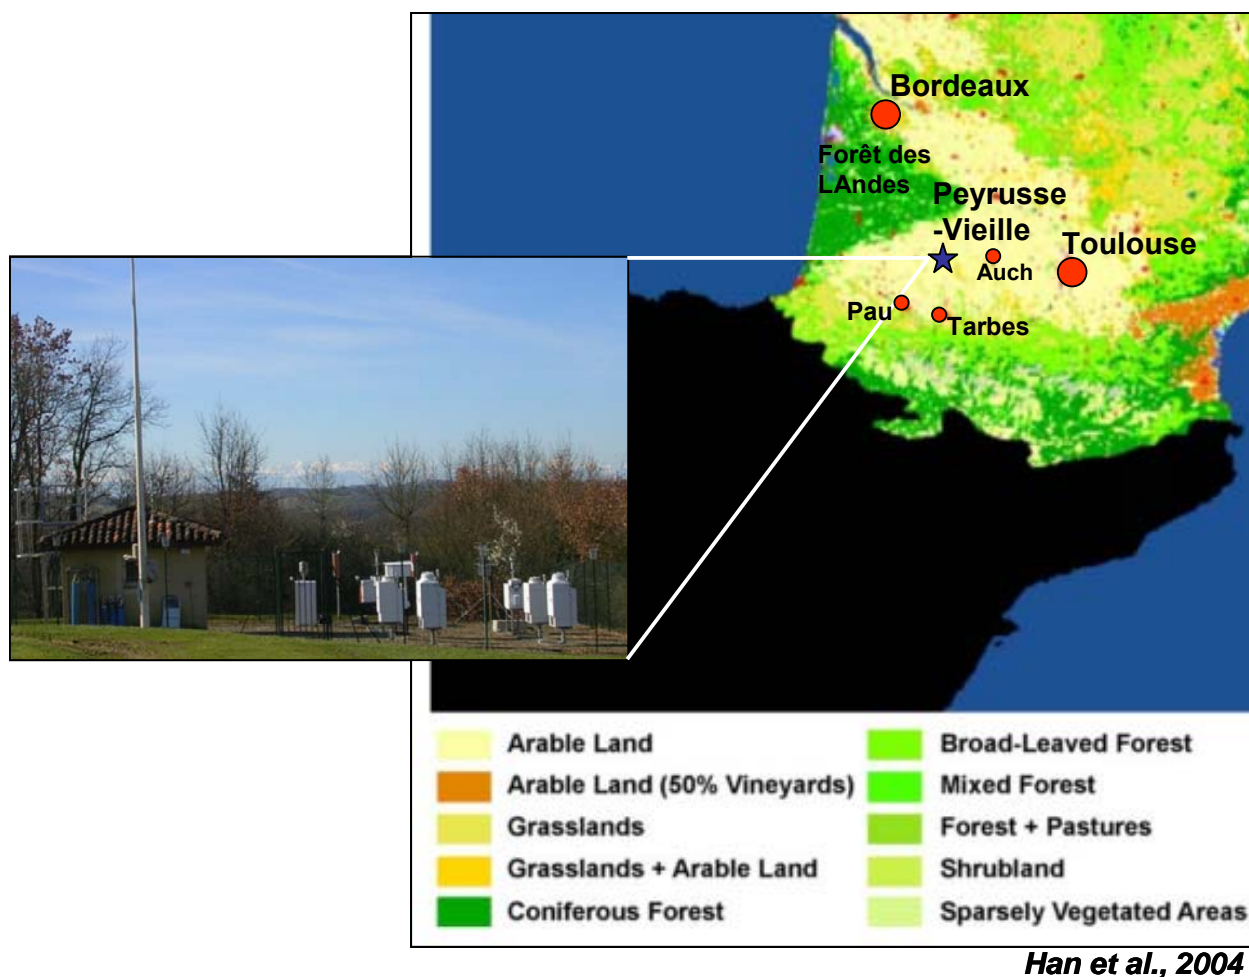 Bordeaux
Forêt des
LAndes
Peyrusse
-Vieille
Toulouse
Auch
Pau
Tarbes
Arable Land
Arable Land (50% Vineyards)
Grasslands
Grasslands + Arable Land
Coniferous Forest
Broad-Leaved Forest
Mixed Forest
Forest + Pastures
Shrubland
Sparsely Vegetated Areas
Han et al., 2004